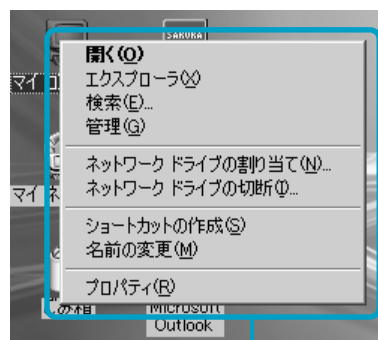 SAKURA
開く(O)
マイ コ
エクスプローラ(X)
検索(E)...
管理(G)
ネットワーク ドライブの割り当て(N)...
マイ ネ
ネットワーク ドライブの切断(I)...
ショートカットの作成(S)
名前の変更(M)
プロパティ(R)
ごみ箱
Microsoft
Outlook